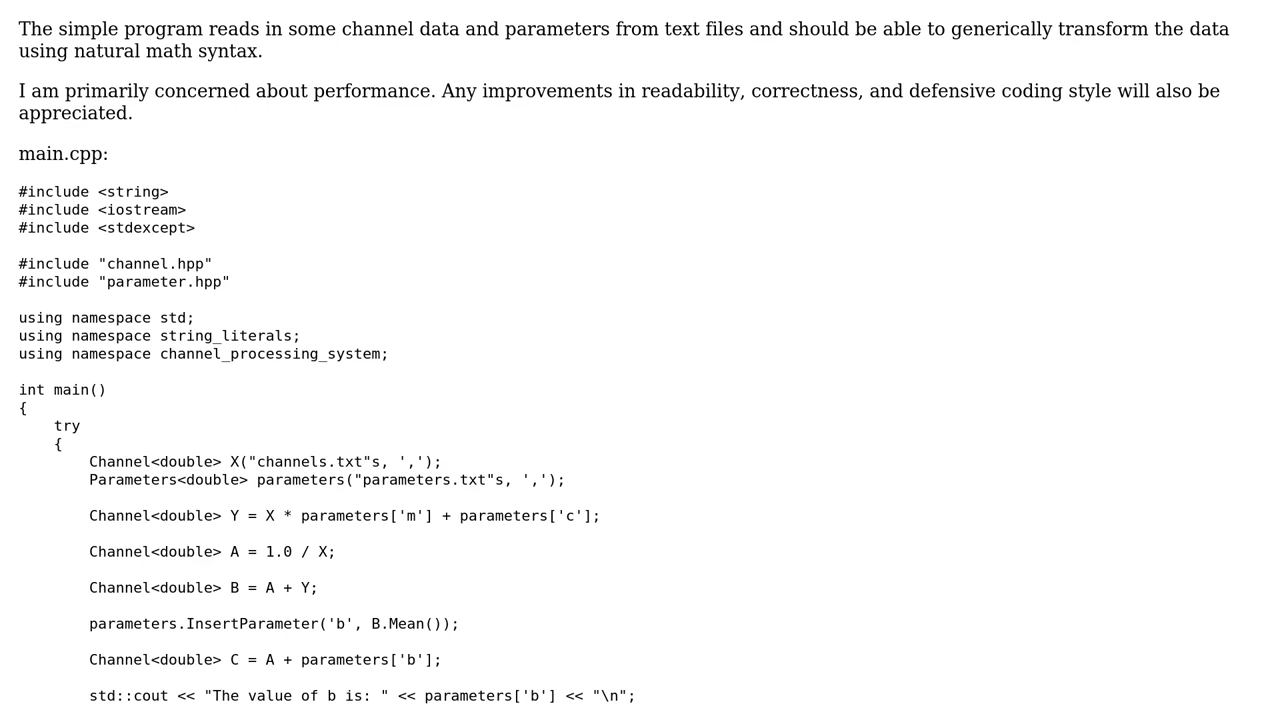 The simple program reads in some channel data and parameters from text files and should be able to generically transform the data
using natural math syntax.
I am primarily concerned about performance. Any improvements in readability, correctness, and defensive coding style will also be
appreciated.
main.cpp:
#include <string>
#include <iostream>
#include <stdexcept>
#include "channel.hpp"
#include "parameter.hpp"
using namespace std;
using namespace string_literals;
using namespace channel_processing_system;
int main()
{
    try
    {
        Channel<double> X("channels.txt"s, ',');
        Parameters<double> parameters("parameters.txt"s, ',');
        Channel<double> Y = X * parameters['m'] + parameters['c'];
        Channel<double> A = 1.0 / X;
        Channel<double> B = A + Y;
        parameters.InsertParameter('b', B.Mean());
        Channel<double> C = A + parameters['b'];
        std::cout << "The value of b is: " << parameters['b'] << "\n";